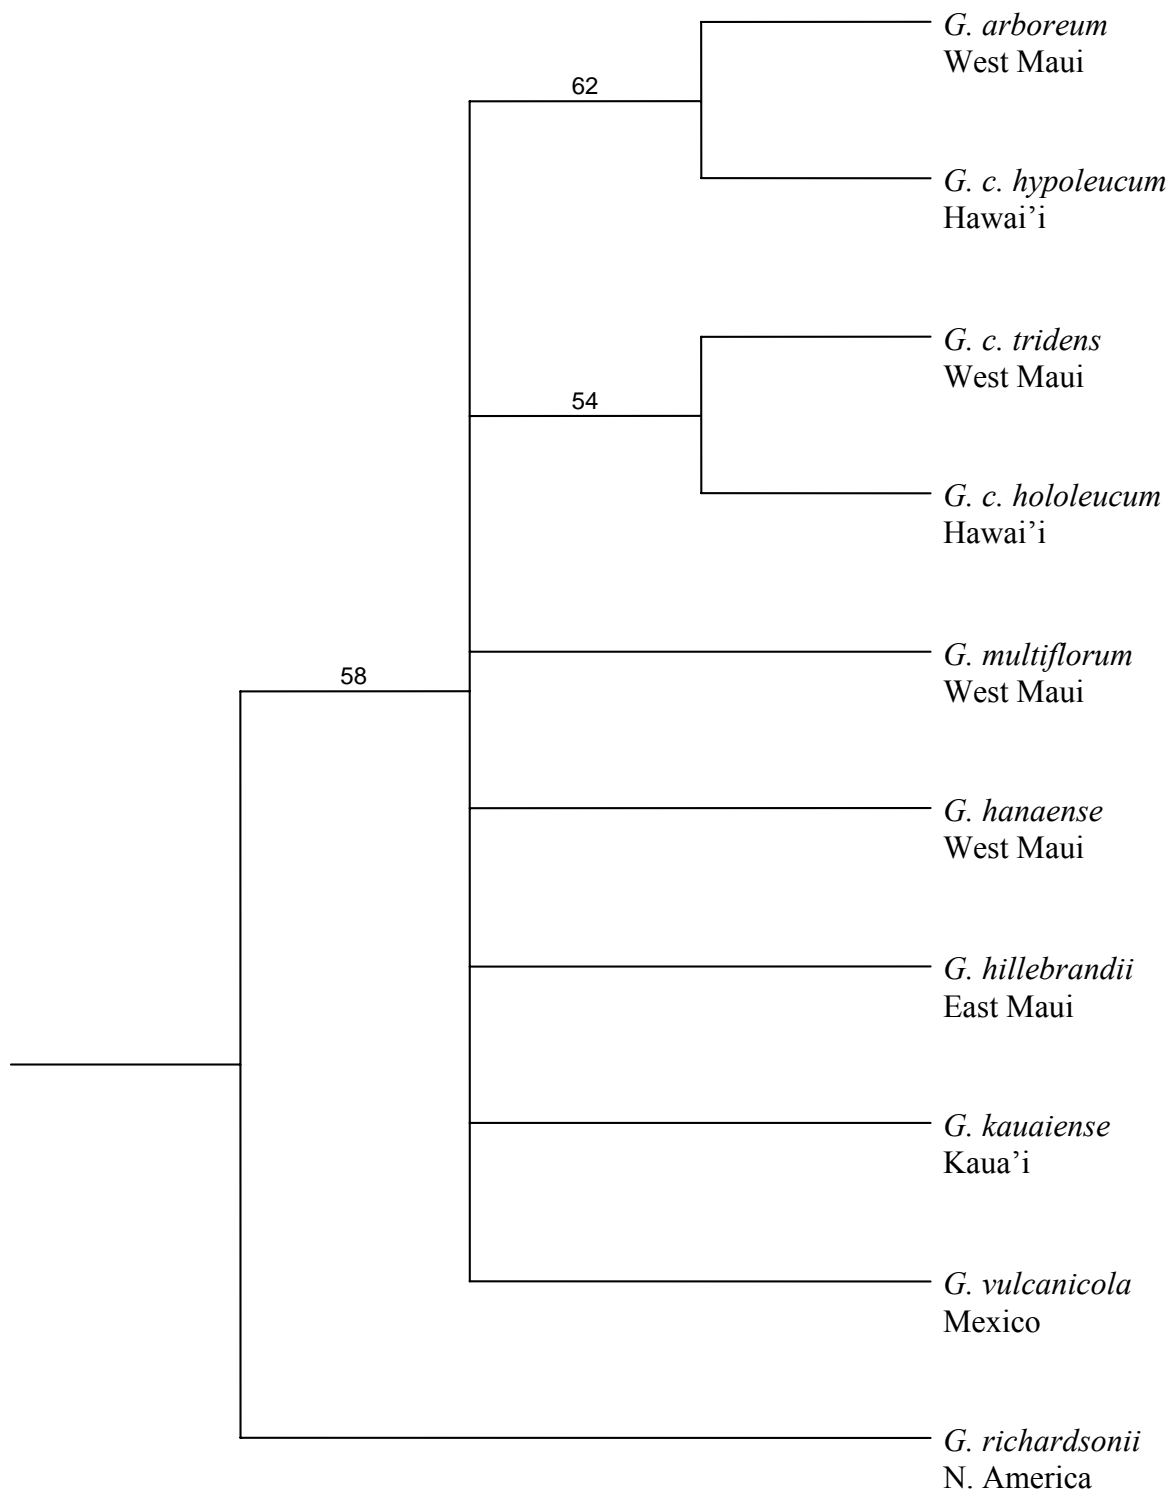 G. arboreum
West Maui
62
G. c. hypoleucum
Hawai’i
G. c. tridens
West Maui
54
G. c. hololeucum
Hawai’i
G. multiflorum
West Maui
58
G. hanaense
West Maui
G. hillebrandii
East Maui
G. kauaiense
Kaua’i
G. vulcanicola
Mexico
G. richardsonii
N. America